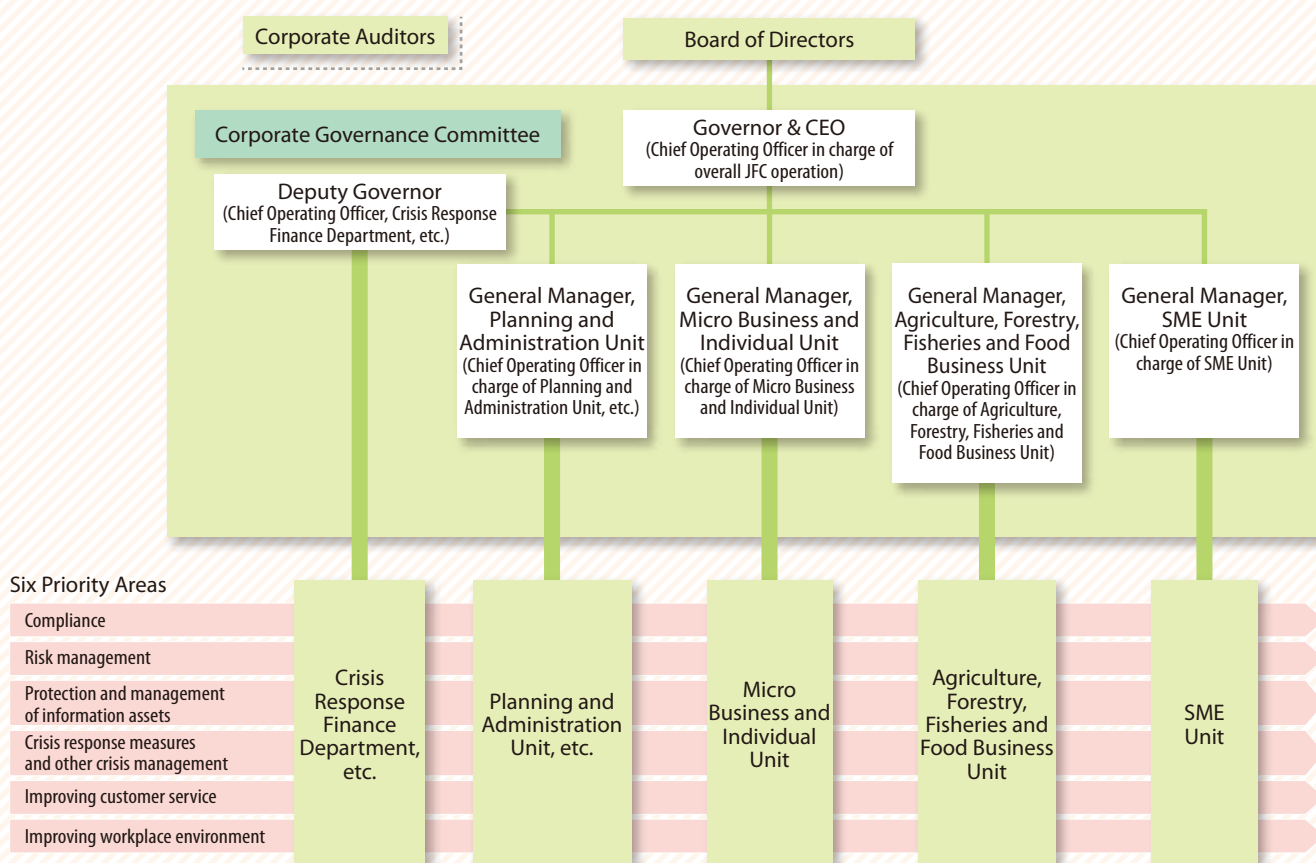 Corporate Auditors
Board of Directors
Corporate Governance Committee
Governor & CEO
(Chief Operating Officer in charge of
overall JFC operation)
Deputy Governor
(Chief Operating Officer, Crisis Response
Finance Department, etc.)
General Manager,
Planning and
Administration Unit
(Chief Operating Officer in
charge of Planning and
Administration Unit, etc.)
General Manager,
Micro Business and
Individual Unit
(Chief Operating Officer in
charge of Micro Business
and Individual Unit)
General Manager,
Agriculture, Forestry,
Fisheries and Food
Business Unit
(Chief Operating Officer in
charge of Agriculture,
Forestry, Fisheries and
Food Business Unit)
General Manager,
SME Unit
(Chief Operating Officer in
charge of SME Unit)
Six Priority Areas
Compliance
Risk management
Protection and management
of information assets
Crisis response measures
and other crisis management
Improving customer service
Improving workplace environment
Crisis
Response
Finance
Department,
etc.
Planning and
Administration
Unit, etc.
Micro
Business and
Individual
Unit
Agriculture,
Forestry,
Fisheries and
Food Business
Unit
SME
Unit